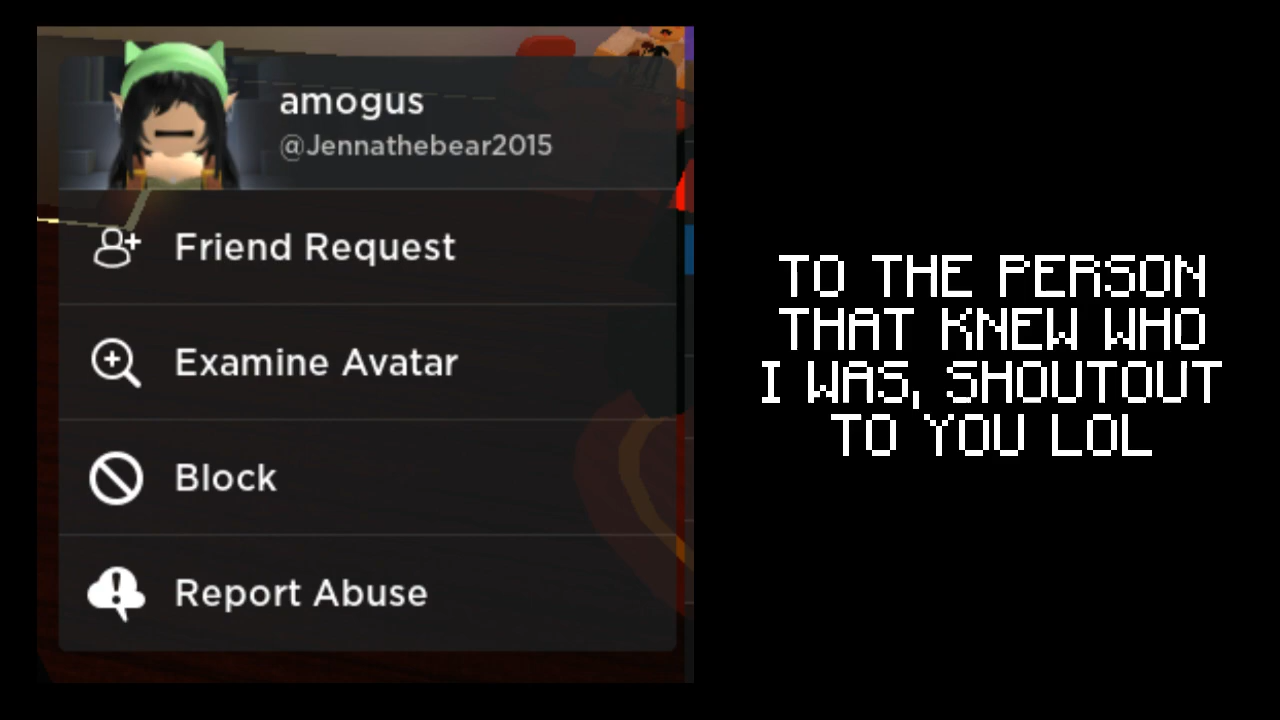 amogus
@Jennathebear2015
Friend Request
Examine Avatar
Block
Report Abuse
TO THE PERSON
THAT KNEW WHO
I WAS, SHOUTOUT
TO YOU LOL